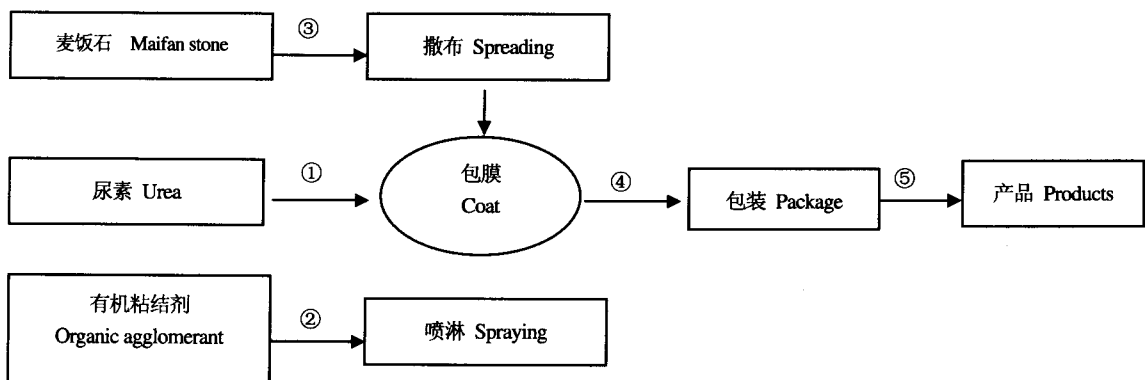 麦饭石 Maifan stone
③
撒布 Spreading
尿素 Urea
①
包膜
Coat
④
包装 Package
⑤
产品 Products
有机粘结剂
Organic agglomerant
②
喷淋 Spraying